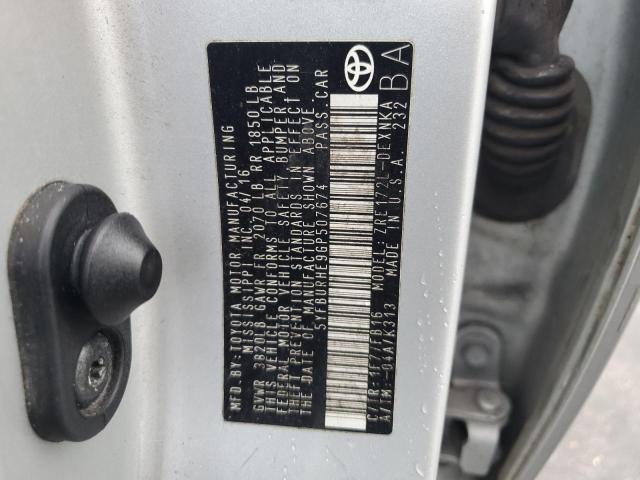 MFD.BY: TOYOTA MOTOR MANUFACTURING
MISSISSIPPI INC. 04/16
GVWR 3820LB GAWR FR 2070 LB RR 1850LB
THIS VEHICLE CONFORMS TO ALL APPLICABLE
FEDERAL MOTOR VEHICLE SAFETY BUMPER, AND
THEFT PREVENTION STANDARDS IN EFFECT ON
THE DATE OF MANUFACTURE SHOWN ABOVE.
5YFBURHE9GP507674 PASS. CAR
C/TR: 1F7/FB16 MODEL: ZRE172L-DEXNKA
A/TM: -04A/K313 U.S.A. 232
BA